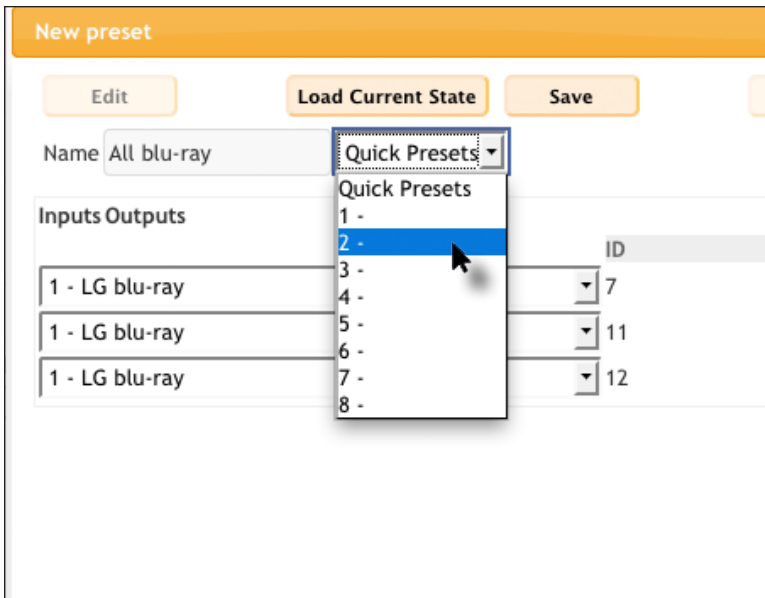 New preset
Edit Load Current State Save
Name All blu-ray Quick Presets
Quick Presets
1 -
2 -
3 -
4 -
5 -
6 -
7 -
8 -
Inputs Outputs
ID
1 - LG blu-ray 7
1 - LG blu-ray 11
1 - LG blu-ray 12